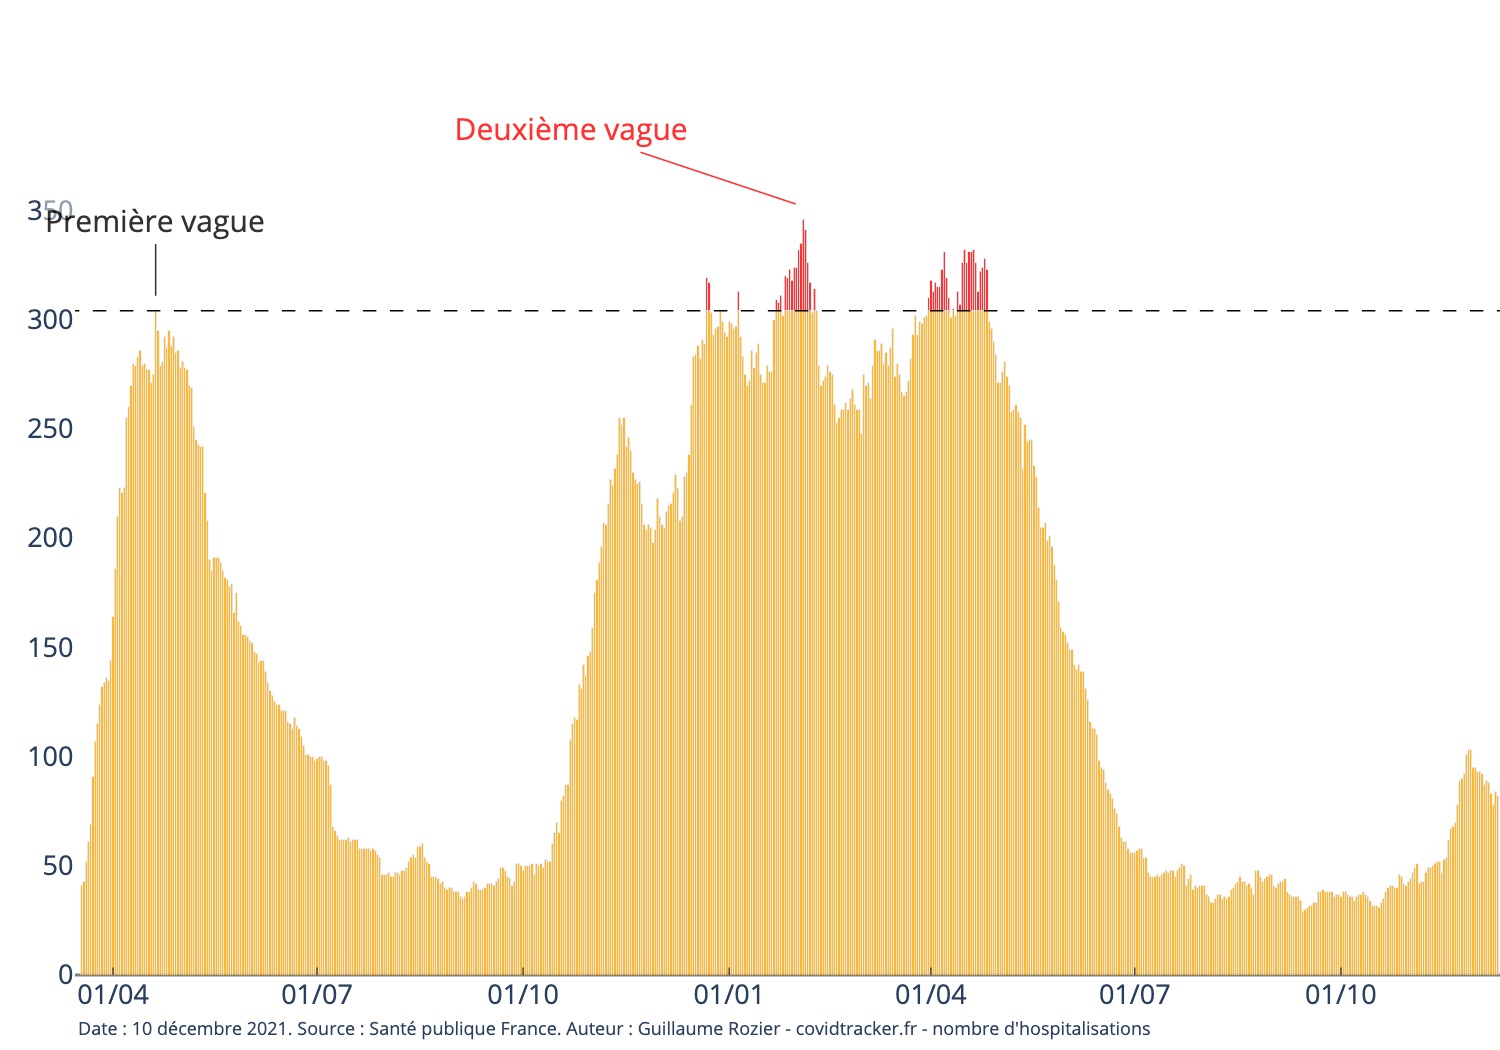 Deuxième vague
350
Première vague
300
250
200
150
100
50
0
01/04 01/07 01/10 01/01 01/04 01/07 01/10
Date : 10 décembre 2021. Source : Santé publique France. Auteur : Guillaume Rozier - covidtracker.fr - nombre d'hospitalisations